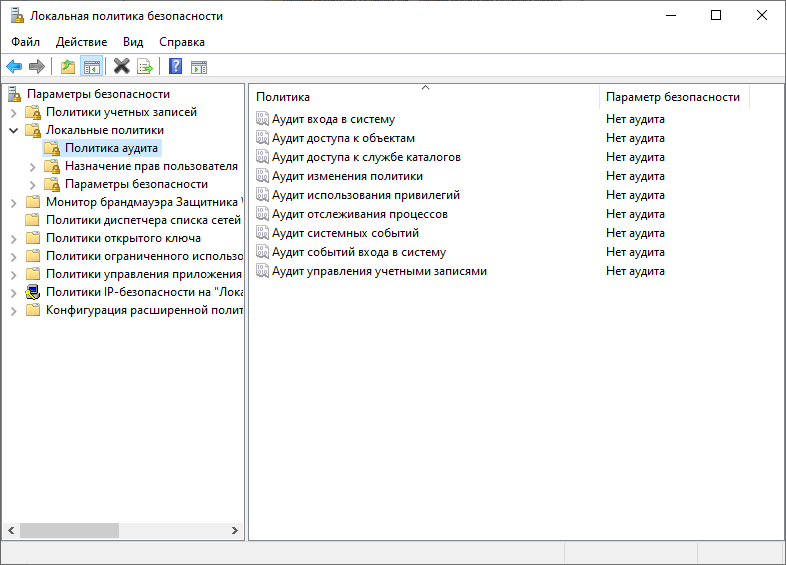 Локальная политика безопасности
Файл Действие Вид Справка
Параметры безопасности
Политики учетных записей
Локальные политики
Политика аудита
Назначение прав пользователя
Параметры безопасности
Монитор брандмауэра Защитника
Политики диспетчера списка сетей
Политики открытого ключа
Политики ограниченного использо
Политики управления приложения
Политики IP-безопасности на "Лока
Конфигурация расширенной полит
Политика Параметр безопасности
Аудит входа в систему Нет аудита
Аудит доступа к объектам Нет аудита
Аудит доступа к службе каталогов Нет аудита
Аудит изменения политики Нет аудита
Аудит использования привилегий Нет аудита
Аудит отслеживания процессов Нет аудита
Аудит системных событий Нет аудита
Аудит событий входа в систему Нет аудита
Аудит управления учетными записями Нет аудита